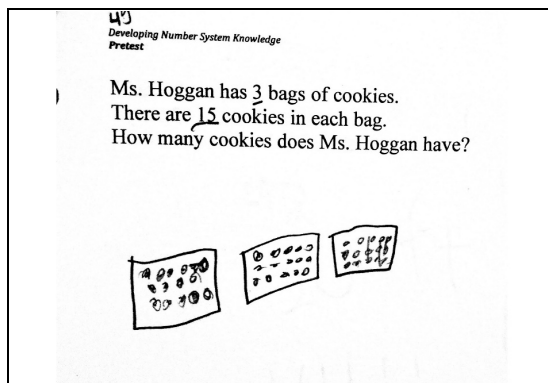 Developing Number System Knowledge
Pretest
Ms. Hoggan has 3 bags of cookies.
There are 15 cookies in each bag.
How many cookies does Ms. Hoggan have?